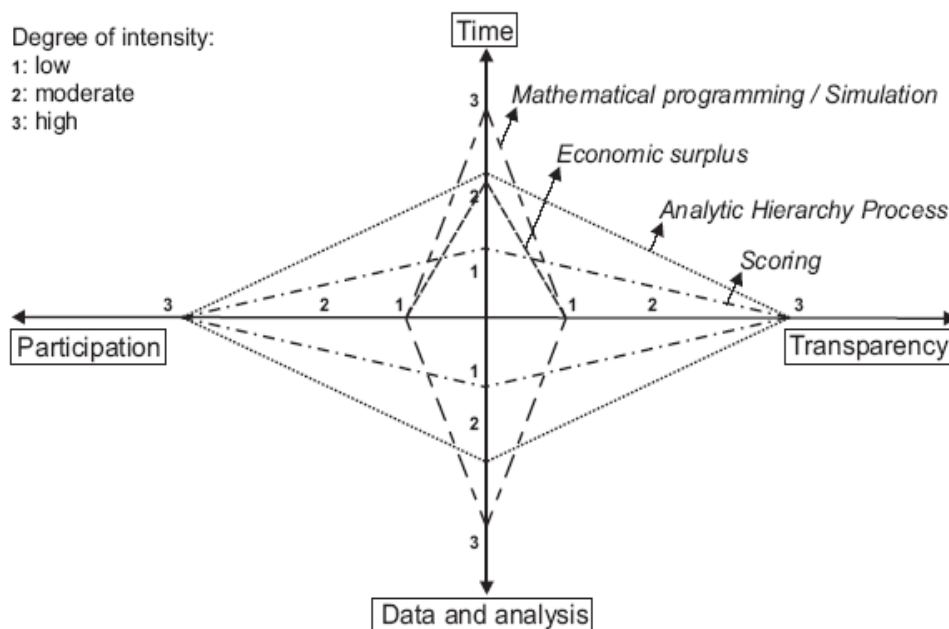 Degree of intensity:
1: low
2: moderate
3: high
Time
3
Mathematical programming / Simulation
Economic surplus
2
Analytic Hierarchy Process
Scoring
1
3
2
1
1
2
3
Participation
Transparency
1
2
3
Data and analysis